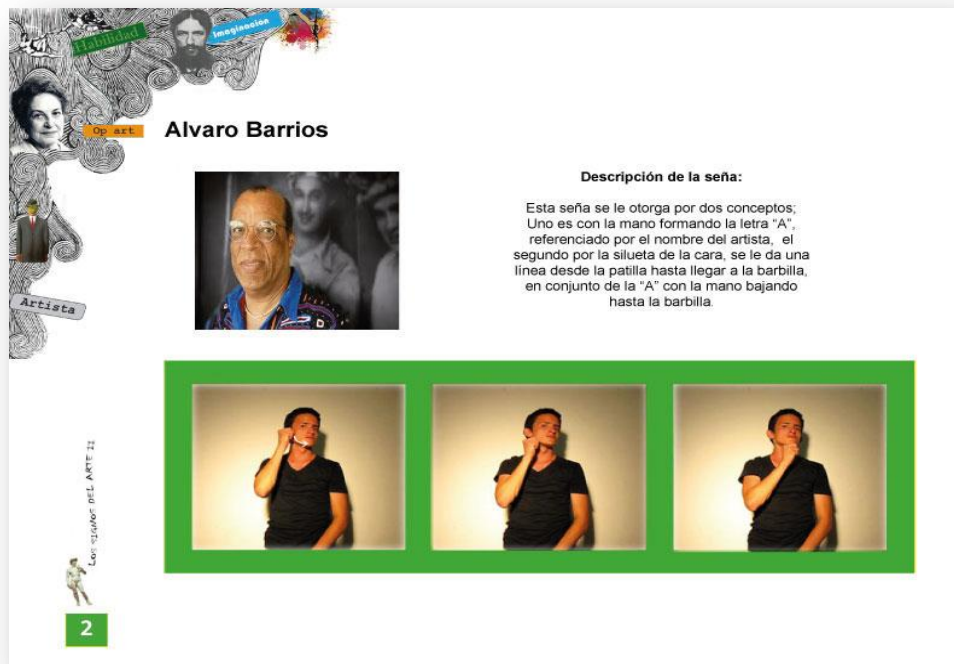 Habilidad
Imaginacion
Op art
Alvaro Barrios
Descripción de la seña:
Esta seña se le otorga por dos conceptos;
Uno es con la mano formando la letra “A”,
referenciado por el nombre del artista, el
segundo por la silueta de la cara, se le da una
línea desde la patilla hasta llegar a la barbilla,
en conjunto de la “A” con la mano bajando
hasta la barbilla.
Artista
LOS SIGNOS DEL ARTE II
2